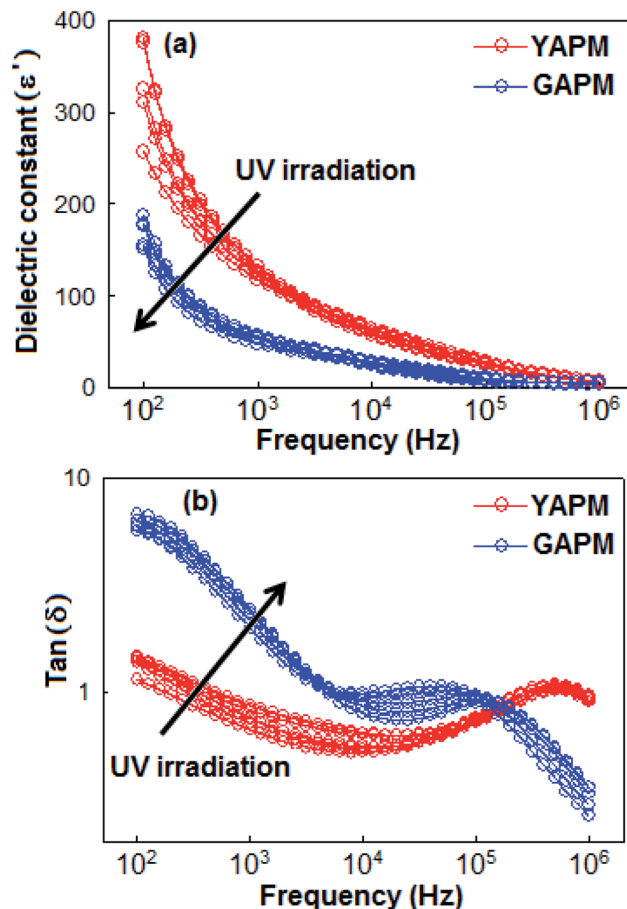 400
(a)
YAPM
GAPM
300
UV irradiation
200
100
0
10²
10³
10⁴
10⁵
10⁶
Dielectric constant (ε')
Frequency (Hz)
10
(b)
YAPM
GAPM
1
UV irradiation
Tan (δ)
10²
10³
10⁴
10⁵
10⁶
Frequency (Hz)